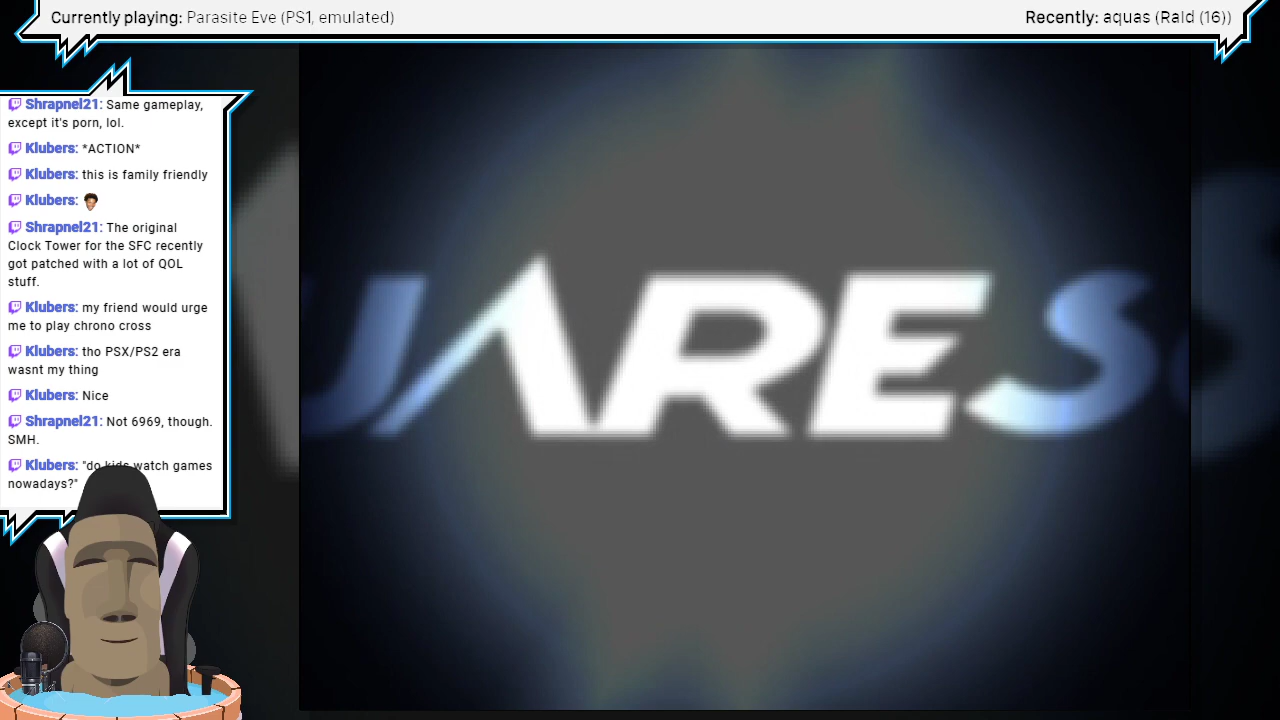 Currently playing: Parasite Eve (PS1, emulated)
Recently: aquas (Raid (16))
Shrapnel21: Same gameplay,
except it's porn, lol.
Klubers: *ACTION*
Klubers: this is family friendly
Klubers:
Shrapnel21: The original
Clock Tower for the SFC recently
got patched with a lot of QOL
stuff.
Klubers: my friend would urge
me to play chrono cross
Klubers: tho PSX/PS2 era
wasnt my thing
Klubers: Nice
Shrapnel21: Not 6969, though.
SMH.
Klubers: "do kids watch games
nowadays?"
UARESO